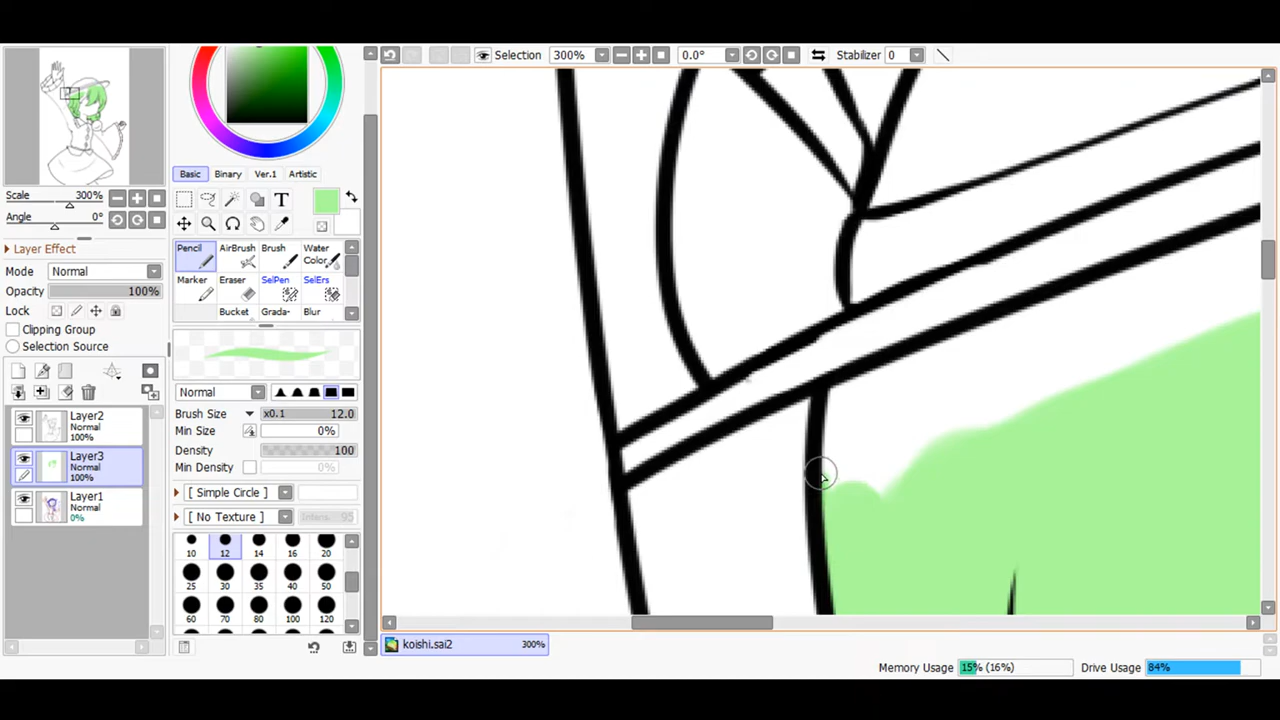 Selection 300% 0.0° Stabilizer 0
Basic Binary Ver.1 Artistic
Scale 300%
Angle 0°
Layer Effect
Mode Normal
Opacity 100%
Lock
Clipping Group
Selection Source
T
Pencil AirBrush Brush Water Color
Marker Eraser SelPen SelErs
Bucket Grada- Blur
Normal
Brush Size x0.1 12.0
Min Size 0%
Density 100
Min Density 0%
[ Simple Circle ]
[ No Texture ] Intens. 95
10 12 14 16 20
25 30 35 40 50
60 70 80 100 120
Layer2
Normal
100%
Layer3
Normal
100%
Layer1
Normal
0%
koishi.sai2 300%
Memory Usage 15% (16%) Drive Usage 84%